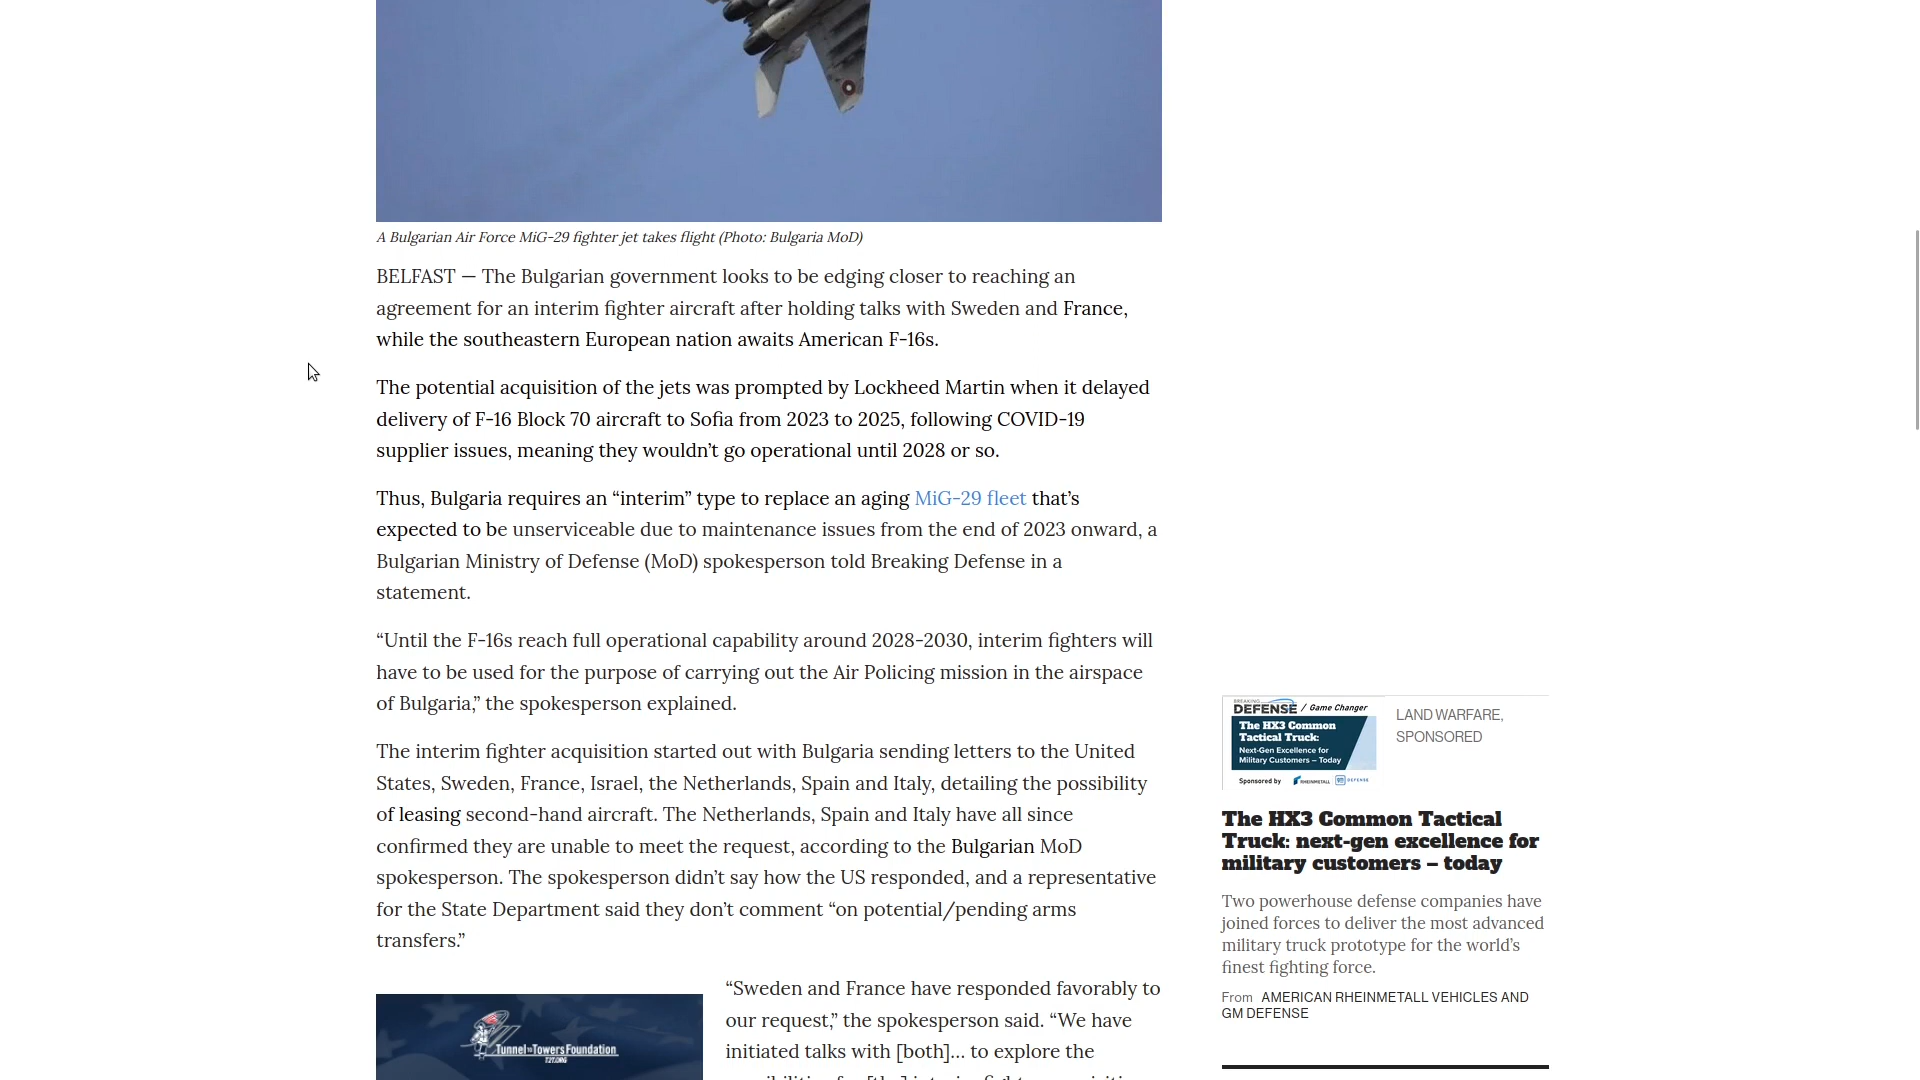 A Bulgarian Air Force MiG-29 fighter jet takes flight (Photo: Bulgaria MoD)
BELFAST — The Bulgarian government looks to be edging closer to reaching an
agreement for an interim fighter aircraft after holding talks with Sweden and France,
while the southeastern European nation awaits American F-16s.
The potential acquisition of the jets was prompted by Lockheed Martin when it delayed
delivery of F-16 Block 70 aircraft to Sofia from 2023 to 2025, following COVID-19
supplier issues, meaning they wouldn’t go operational until 2028 or so.
Thus, Bulgaria requires an “interim” type to replace an aging MiG-29 fleet that’s
expected to be unserviceable due to maintenance issues from the end of 2023 onward, a
Bulgarian Ministry of Defense (MoD) spokesperson told Breaking Defense in a
statement.
“Until the F-16s reach full operational capability around 2028-2030, interim fighters will
have to be used for the purpose of carrying out the Air Policing mission in the airspace
of Bulgaria,” the spokesperson explained.
The interim fighter acquisition started out with Bulgaria sending letters to the United
States, Sweden, France, Israel, the Netherlands, Spain and Italy, detailing the possibility
of leasing second-hand aircraft. The Netherlands, Spain and Italy have all since
confirmed they are unable to meet the request, according to the Bulgarian MoD
spokesperson. The spokesperson didn’t say how the US responded, and a representative
for the State Department said they don’t comment “on potential/pending arms
transfers.”
“Sweden and France have responded favorably to
our request,” the spokesperson said. “We have
initiated talks with [both]… to explore the
Tunnel to Towers Foundation
T2T.ORG
BREAKING
DEFENSE / Game Changer
The HX3 Common
Tactical Truck:
Next-Gen Excellence for
Military Customers – Today
Sponsored by RHEINMETALL GM DEFENSE
LAND WARFARE,
SPONSORED
The HX3 Common Tactical
Truck: next-gen excellence for
military customers – today
Two powerhouse defense companies have
joined forces to deliver the most advanced
military truck prototype for the world’s
finest fighting force.
From AMERICAN RHEINMETALL VEHICLES AND
GM DEFENSE